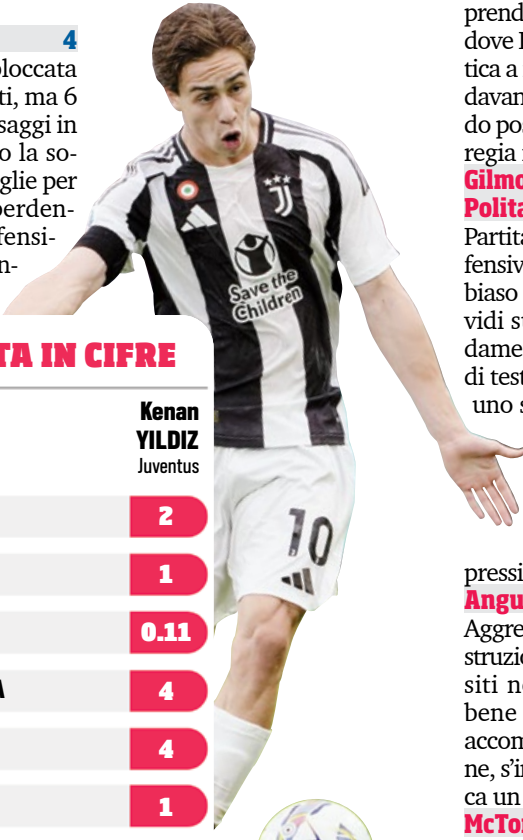 4
bloccata
ti, ma 6
saggi in
o la so-
glie per
perden-
fensi-
n-
Save the
Children
10
TA IN CIFRE
Kenan
YILDIZ
Juventus
2
1
0.11
A 4
4
1
prend
dove
tica a
davan
do pos
regia
Gilmo
Polita
Partita
fensiv
biaso
vidi su
dame
di test
uno s
pressi
Angu
Aggre
struzio
siti ne
bene
accom
ne, s'i
ca un
McTo